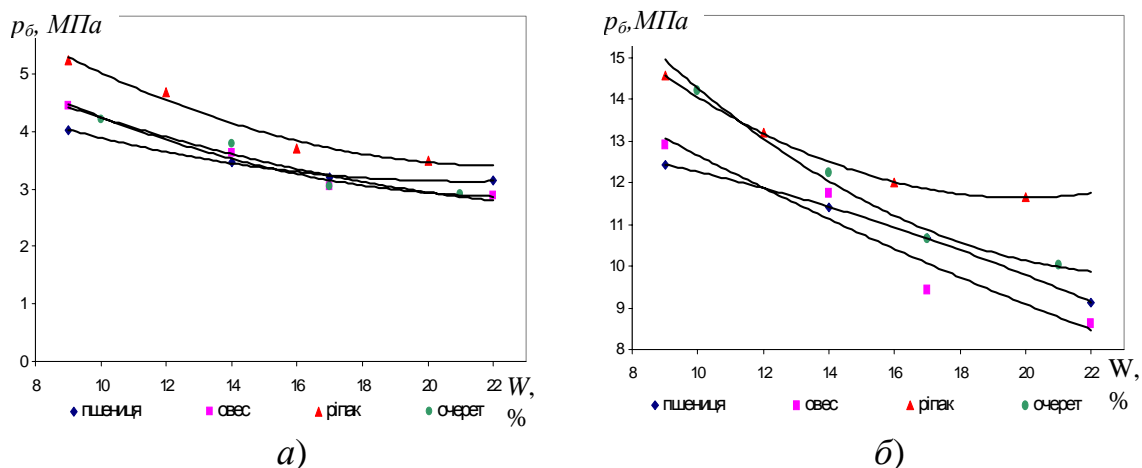 p_б, МПа
5
4
3
2
1
0
8 10 12 14 16 18 20 22 W, %
пшениця овес ріпак очерет
а)
p_б, МПа
15
14
13
12
11
10
9
8
8 10 12 14 16 18 20 22 W, %
пшениця овес ріпак очерет
б)